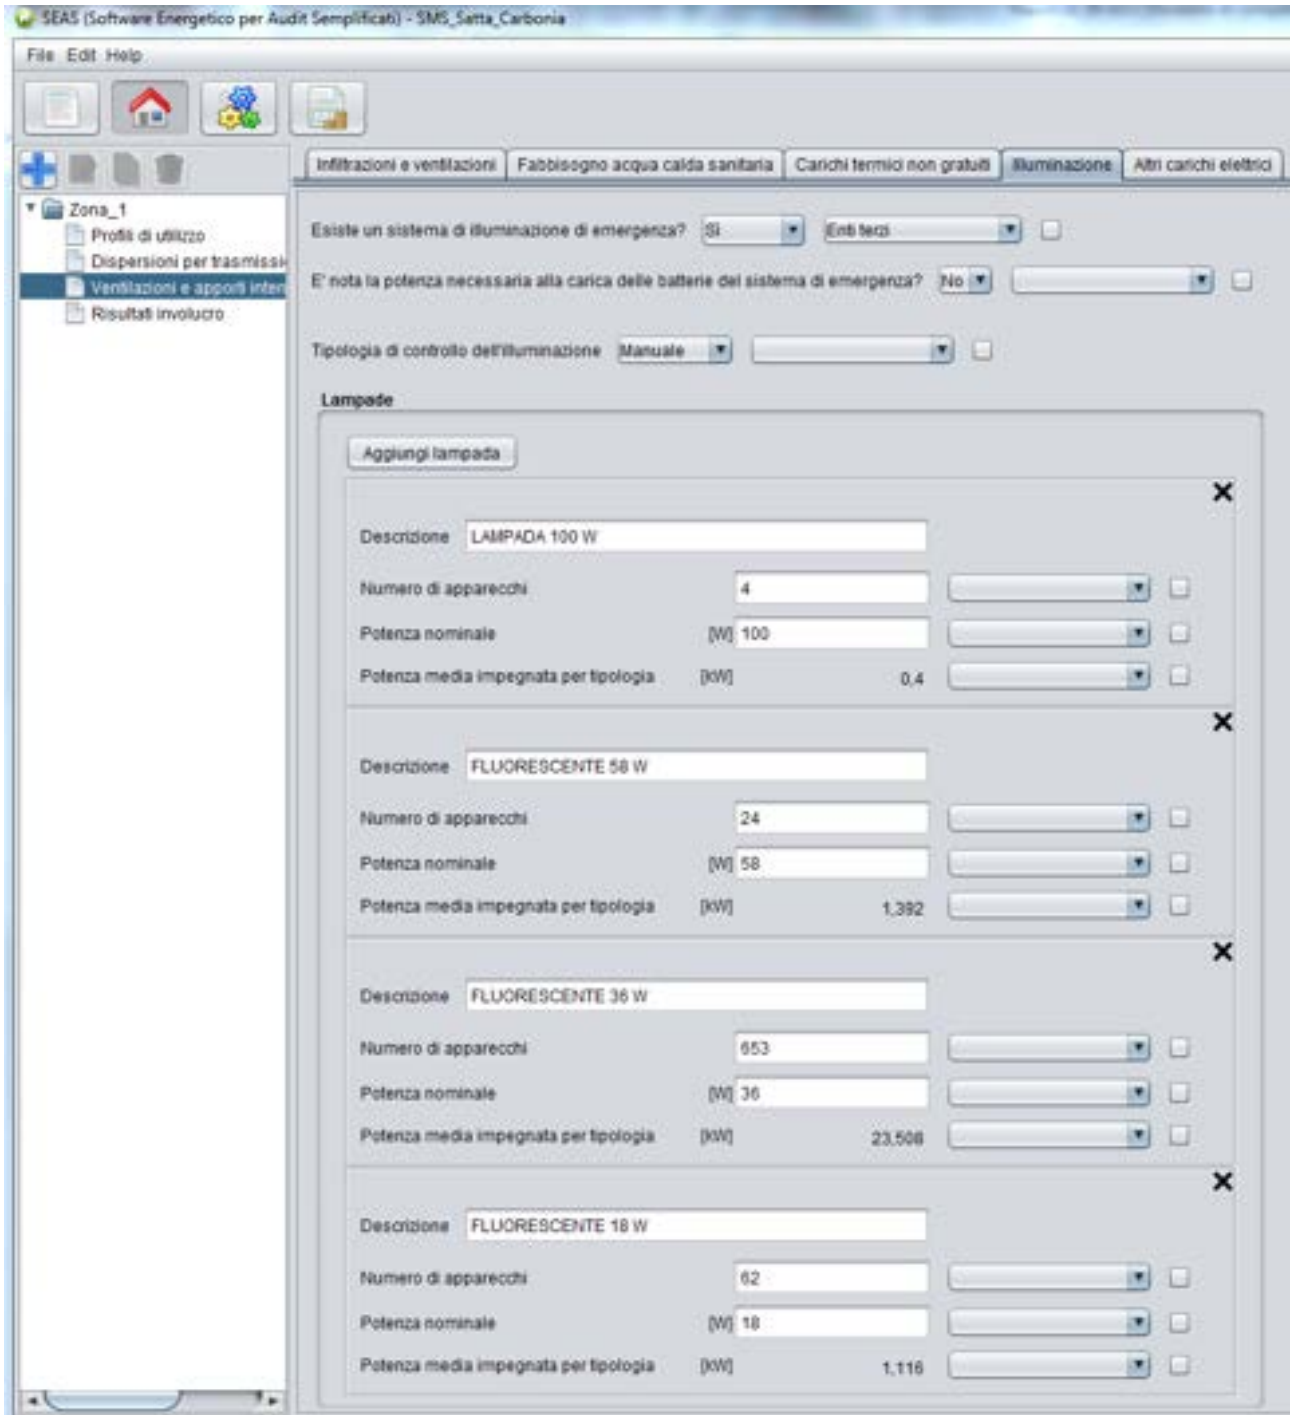 SEAS (Software Energetico per Audit Semplificati) - SMS_Satta_Carbonia
File Edit Help
Infiltrazioni e ventilazioni Fabbisogno acqua calda sanitaria Carichi termici non gratuiti Illuminazione Altri carichi elettrici
Zona_1
Profili di utilizzo
Dispersioni per trasmissi
Ventilazioni e apporti inter
Risultati involucro
Esiste un sistema di illuminazione di emergenza? Sì Enti terzi
E' nota la potenza necessaria alla carica delle batterie del sistema di emergenza? No
Tipologia di controllo dell'illuminazione Manuale
Lampade
Aggiungi lampada
Descrizione LAMPADA 100 W
Numero di apparecchi 4
Potenza nominale [W] 100
Potenza media impegnata per tipologia [kW] 0,4
Descrizione FLUORESCENTE 58 W
Numero di apparecchi 24
Potenza nominale [W] 58
Potenza media impegnata per tipologia [kW] 1,392
Descrizione FLUORESCENTE 36 W
Numero di apparecchi 653
Potenza nominale [W] 36
Potenza media impegnata per tipologia [kW] 23,508
Descrizione FLUORESCENTE 18 W
Numero di apparecchi 62
Potenza nominale [W] 18
Potenza media impegnata per tipologia [kW] 1,116